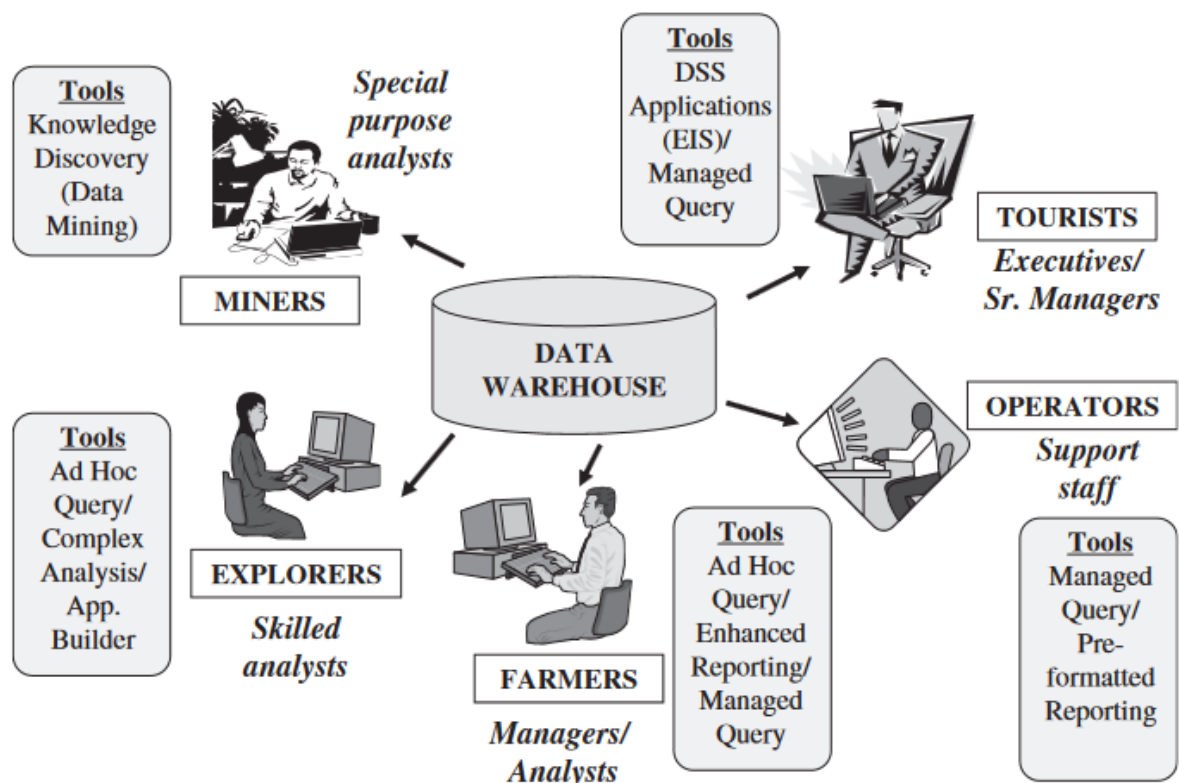 Tools
Knowledge
Discovery
(Data
Mining)
Special
purpose
analysts
MINERS
Tools
DSS
Applications
(EIS)/
Managed
Query
TOURISTS
Executives/
Sr. Managers
DATA
WAREHOUSE
Tools
Ad Hoc
Query/
Complex
Analysis/
App.
Builder
EXPLORERS
Skilled
analysts
FARMERS
Managers/
Analysts
Tools
Ad Hoc
Query/
Enhanced
Reporting/
Managed
Query
OPERATORS
Support
staff
Tools
Managed
Query/
Pre-
formatted
Reporting